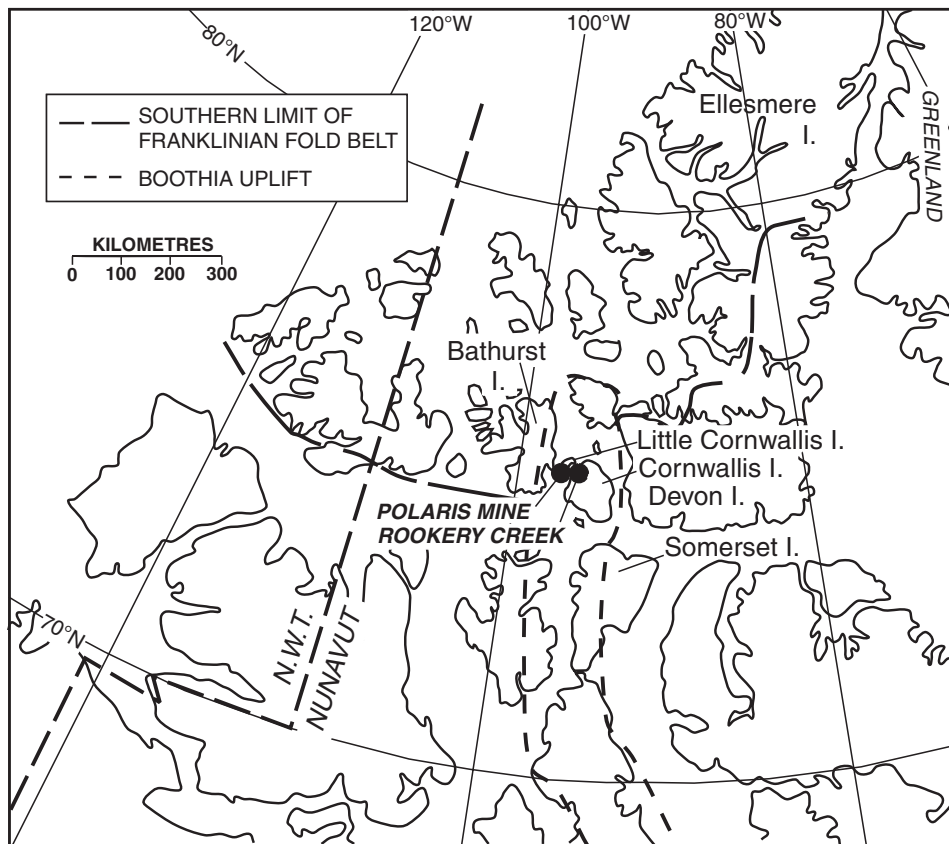 120°W
100°W
80°W
80°N
SOUTHERN LIMIT OF
FRANKLINIAN FOLD BELT
BOOTHIA UPLIFT
Ellesmere
I.
GREENLAND
KILOMETRES
0 100 200 300
Bathurst
I.
Little Cornwallis I.
Cornwallis I.
Devon I.
POLARIS MINE
ROOKERY CREEK
Somerset I.
70°N
N.W.T.
NUNAVUT